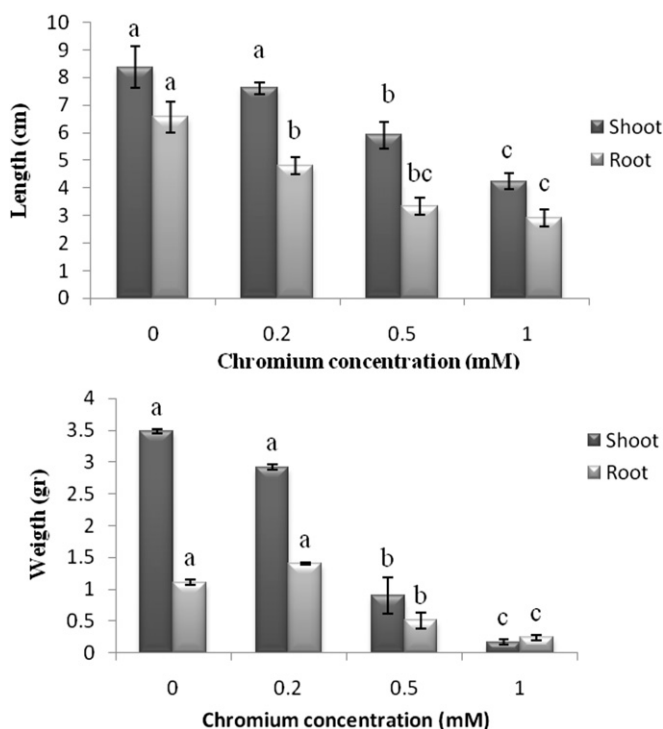 10
9
8
7
6
5
4
3
2
1
0
Length (cm)
a
a
a
b
b
bc
c
c
Shoot
Root
0 0.2 0.5 1
Chromium concentration (mM)
4
3.5
3
2.5
2
1.5
1
0.5
0
Weigth (gr)
a
a
a
a
b
b
c
c
Shoot
Root
0 0.2 0.5 1
Chromium concentration (mM)